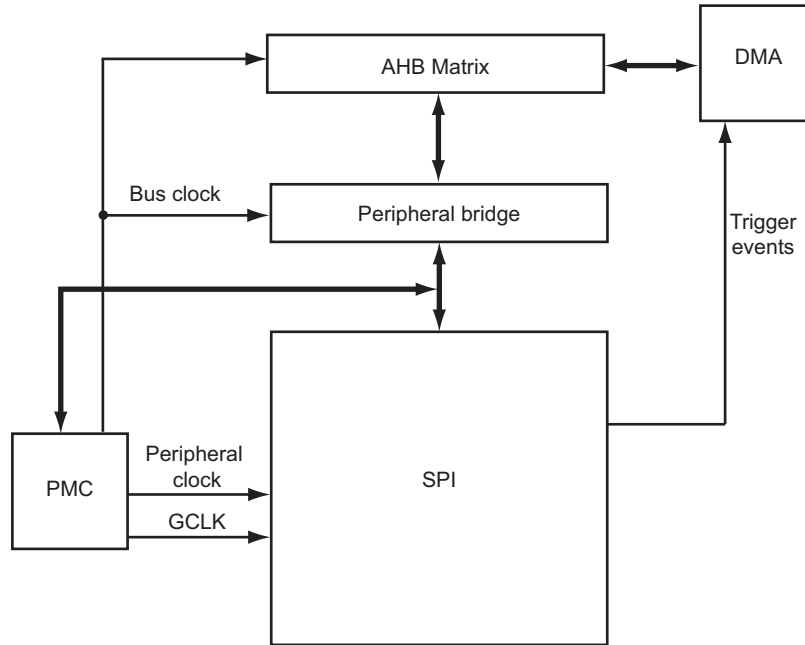 AHB Matrix
DMA
Bus clock
Peripheral bridge
Trigger
events
Peripheral
clock
PMC
SPI
GCLK